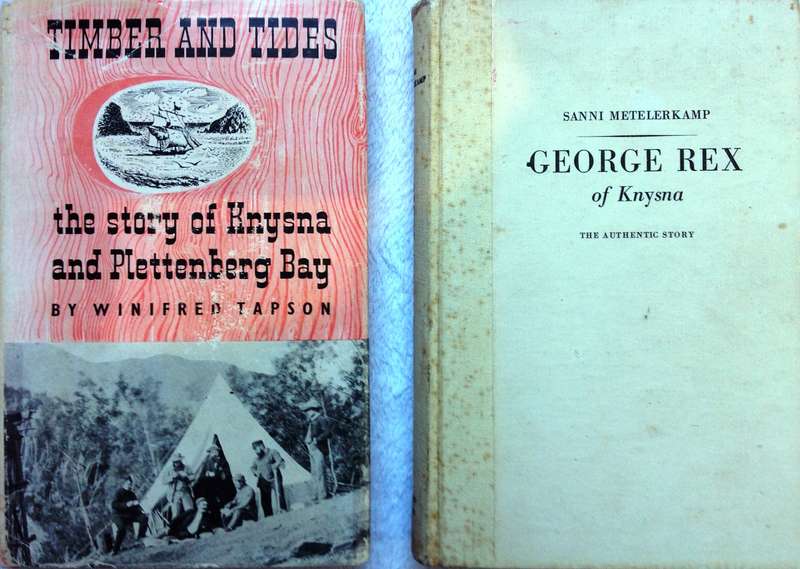 TIMBER AND TIDES
the story of Knysna
and Plettenberg Bay
BY WINIFRED TAPSON
SANNI METELERKAMP
GEORGE REX
of Knysna
THE AUTHENTIC STORY